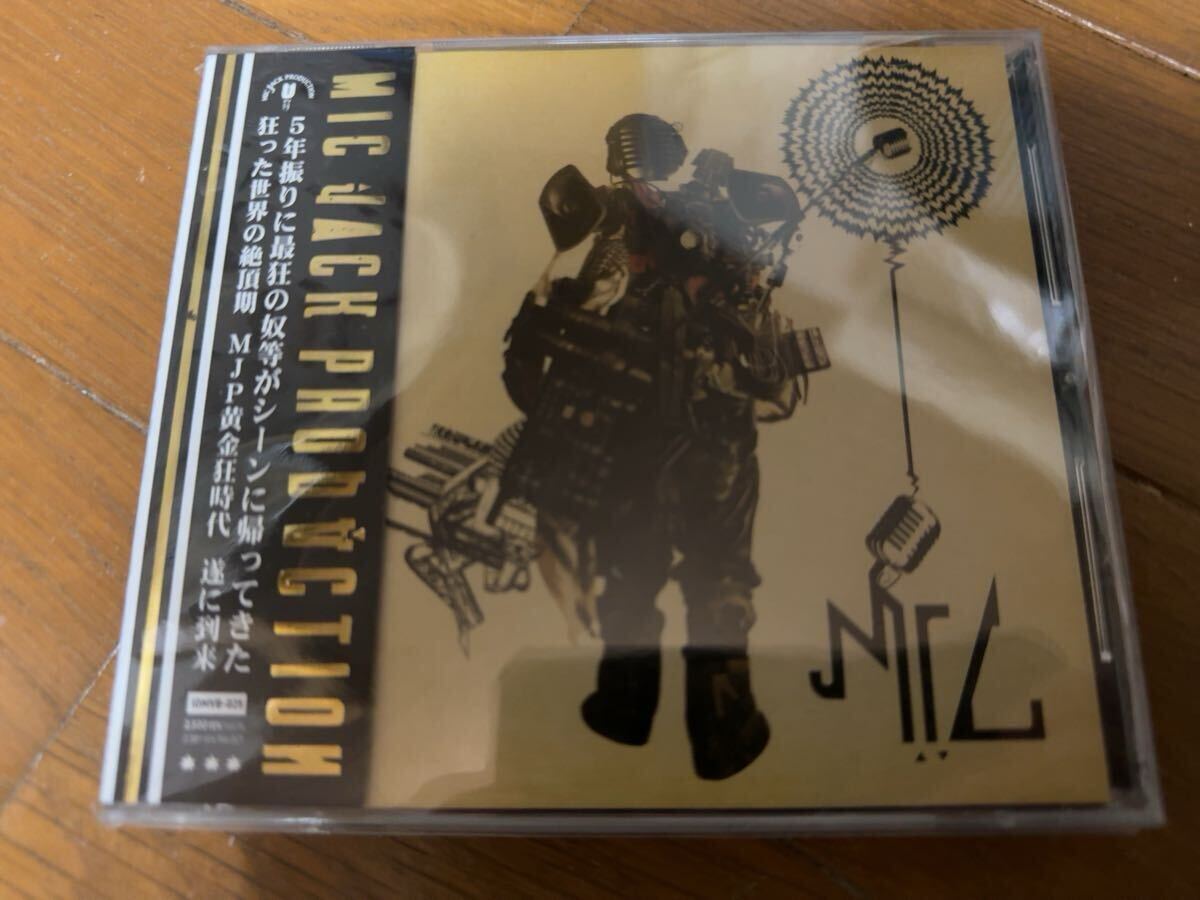 MIC JACK PRODUCTION
MIC JACK PRODUCTION
5年振りに最狂の奴等がシーンに帰ってきた
狂った世界の絶頂期 MJP黄金狂時代 遂に到来